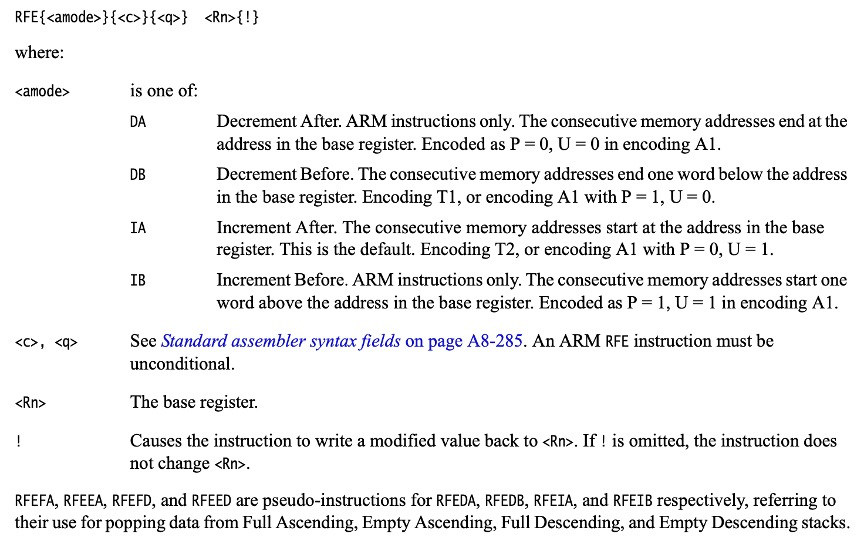 RFE{<amode>}{<c>}{<q>} <Rn>{!}
where:
<amode> is one of:
DA Decrement After. ARM instructions only. The consecutive memory addresses end at the
address in the base register. Encoded as P = 0, U = 0 in encoding A1.
DB Decrement Before. The consecutive memory addresses end one word below the address
in the base register. Encoding T1, or encoding A1 with P = 1, U = 0.
IA Increment After. The consecutive memory addresses start at the address in the base
register. This is the default. Encoding T2, or encoding A1 with P = 0, U = 1.
IB Increment Before. ARM instructions only. The consecutive memory addresses start one
word above the address in the base register. Encoded as P = 1, U = 1 in encoding A1.
<c>, <q> See Standard assembler syntax fields on page A8-285. An ARM RFE instruction must be
unconditional.
<Rn> The base register.
! Causes the instruction to write a modified value back to <Rn>. If ! is omitted, the instruction does
not change <Rn>.
RFEFA, RFEEA, RFEFD, and RFEED are pseudo-instructions for RFEDA, RFEDB, RFEIA, and RFEIB respectively, referring to
their use for popping data from Full Ascending, Empty Ascending, Full Descending, and Empty Descending stacks.